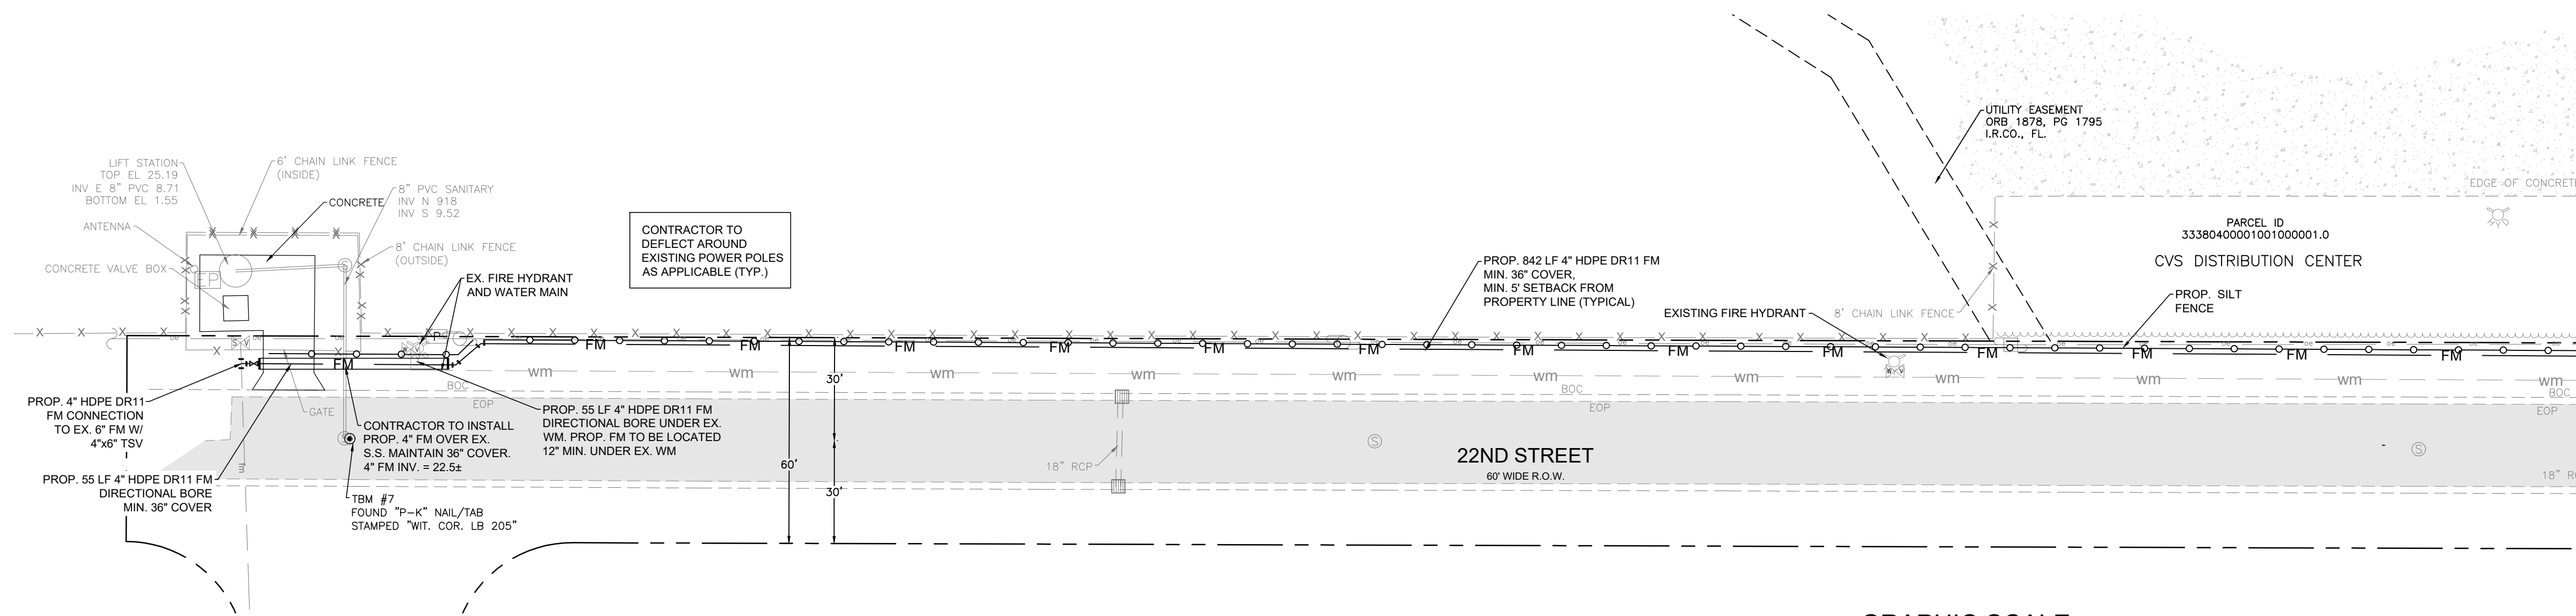 UTILITY EASEMENT
ORB 1878, PG 1795
I.R.CO., FL.
LIFT STATION
TOP EL 25.19
INV E 8" PVC 8.71
BOTTOM EL 1.55
6' CHAIN LINK FENCE
(INSIDE)
8" PVC SANITARY
INV N 918
INV S 9.52
CONCRETE
ANTENNA
8' CHAIN LINK FENCE
(OUTSIDE)
CONCRETE VALVE BOX
EP
EX. FIRE HYDRANT
AND WATER MAIN
CONTRACTOR TO
DEFLECT AROUND
EXISTING POWER POLES
AS APPLICABLE (TYP.)
PROP. 842 LF 4" HDPE DR11 FM
MIN. 36" COVER,
MIN. 5' SETBACK FROM
PROPERTY LINE (TYPICAL)
EXISTING FIRE HYDRANT
8' CHAIN LINK FENCE
EDGE OF CONCRETE
PARCEL ID
33380400001001000001.0
CVS DISTRIBUTION CENTER
PROP. SILT
FENCE
FM FM FM FM FM FM FM FM FM FM FM FM FM FM
wm wm wm wm wm wm wm wm wm wm wm
BOC BOC BOC
EOP EOP EOP
PROP. 4" HDPE DR11
FM CONNECTION
TO EX. 6" FM W/
4"x6" TSV
GATE
CONTRACTOR TO INSTALL
PROP. 4" FM OVER EX.
S.S. MAINTAIN 36" COVER.
4" FM INV. = 22.5±
PROP. 55 LF 4" HDPE DR11 FM
DIRECTIONAL BORE UNDER EX.
WM. PROP. FM TO BE LOCATED
12" MIN. UNDER EX. WM
PROP. 55 LF 4" HDPE DR11 FM
DIRECTIONAL BORE
MIN. 36" COVER
TBM #7
FOUND "P-K" NAIL/TAB
STAMPED "WIT. COR. LB 205"
30'
60'
30'
18" RCP
22ND STREET
60' WIDE R.O.W.